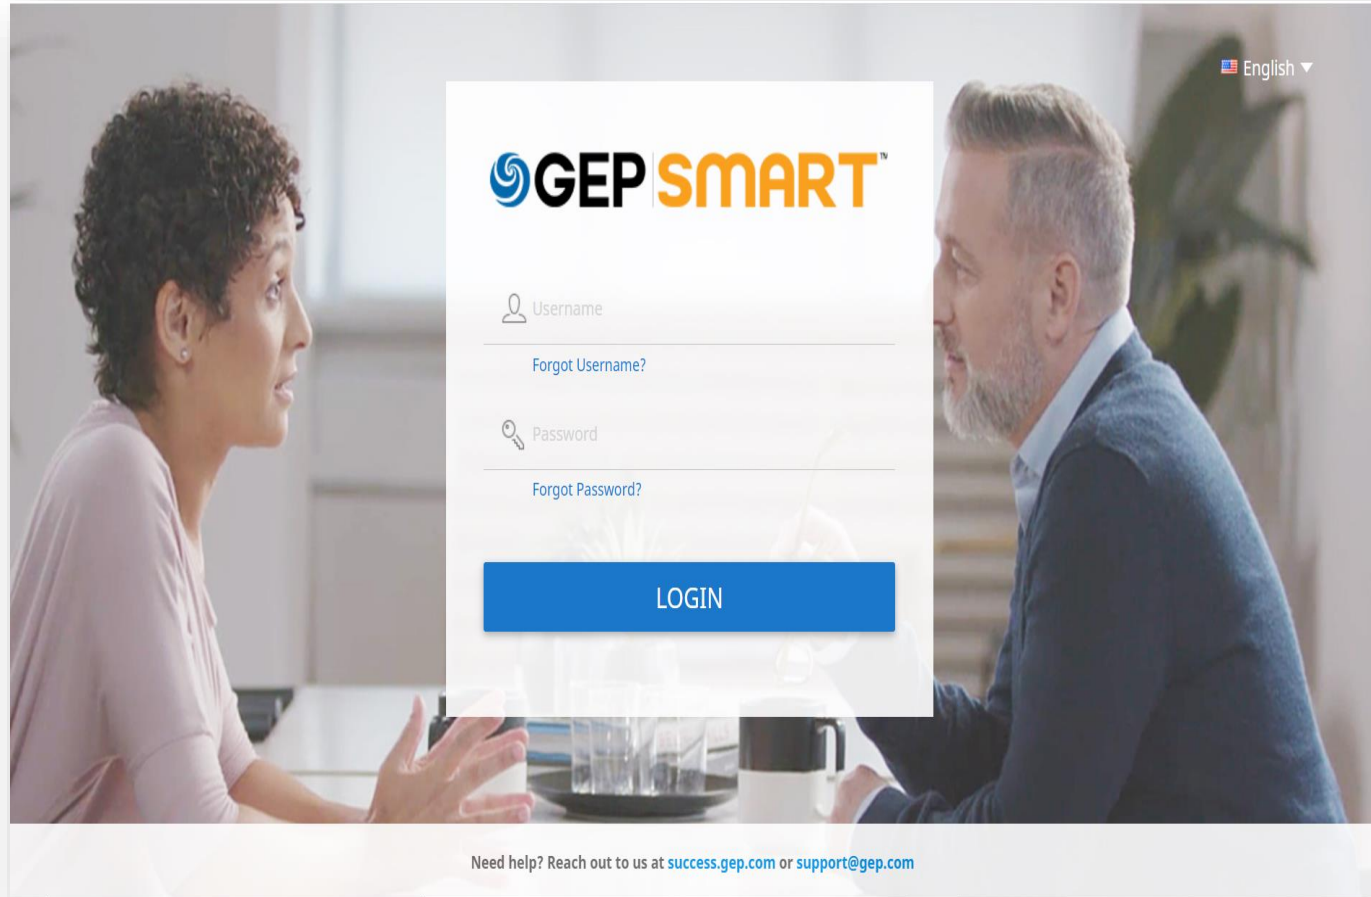 English
GEP SMART™
Username
Forgot Username?
Password
Forgot Password?
LOGIN
Need help? Reach out to us at success.gep.com or support@gep.com